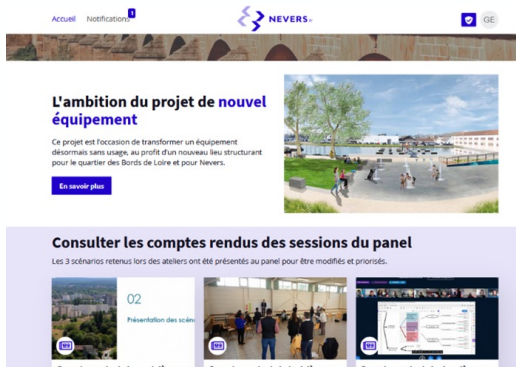 Accueil Notifications 1 NEVERS GE
L'ambition du projet de nouvel
équipement
Ce projet est l'occasion de transformer un équipement
désormais sans usage, au profit d'un nouveau lieu structurant
pour le quartier des Bords de Loire et pour Nevers.
En savoir plus
Consulter les comptes rendus des sessions du panel
Les 3 scénarios retenus lors des ateliers ont été présentés au panel pour être modifiés et priorisés.
02
Présentation des scén